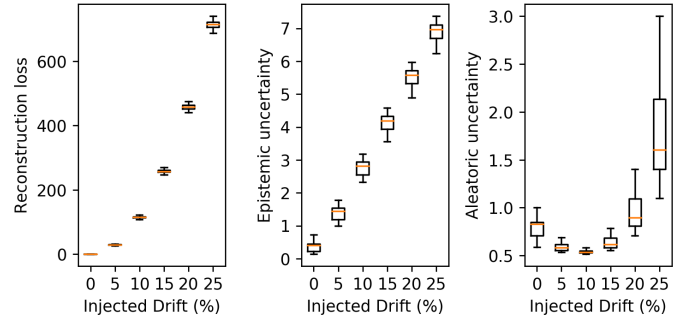 Reconstruction loss
600
400
200
0
0 5 10 15 20 25
Injected Drift (%)
Epistemic uncertainty
7
6
5
4
3
2
1
0
0 5 10 15 20 25
Injected Drift (%)
Aleatoric uncertainty
3.0
2.5
2.0
1.5
1.0
0.5
0 5 10 15 20 25
Injected Drift (%)